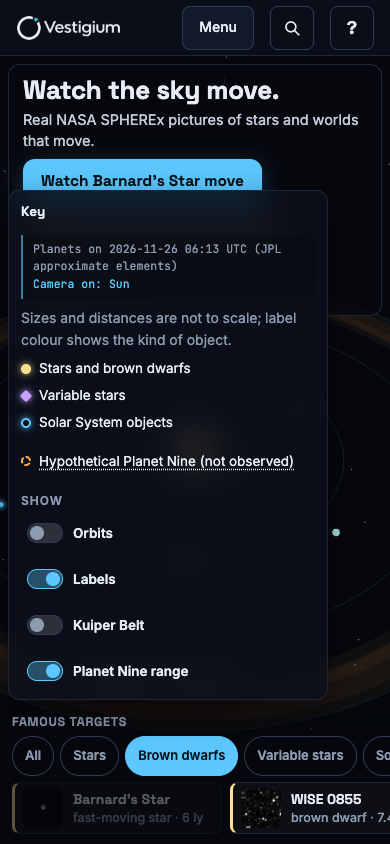 Vestigium
Menu
?
Watch the sky move.
Real NASA SPHEREx pictures of stars and worlds
that move.
Watch Barnard's Star move
Key
Planets on 2026-11-26 06:13 UTC (JPL
approximate elements)
Camera on: Sun
Sizes and distances are not to scale; label
colour shows the kind of object.
Stars and brown dwarfs
Variable stars
Solar System objects
Hypothetical Planet Nine (not observed)
SHOW
Orbits
Labels
Kuiper Belt
Planet Nine range
FAMOUS TARGETS
All
Stars
Brown dwarfs
Variable stars
So
Barnard's Star
fast-moving star · 6 ly
WISE 0855
brown dwarf · 7.4